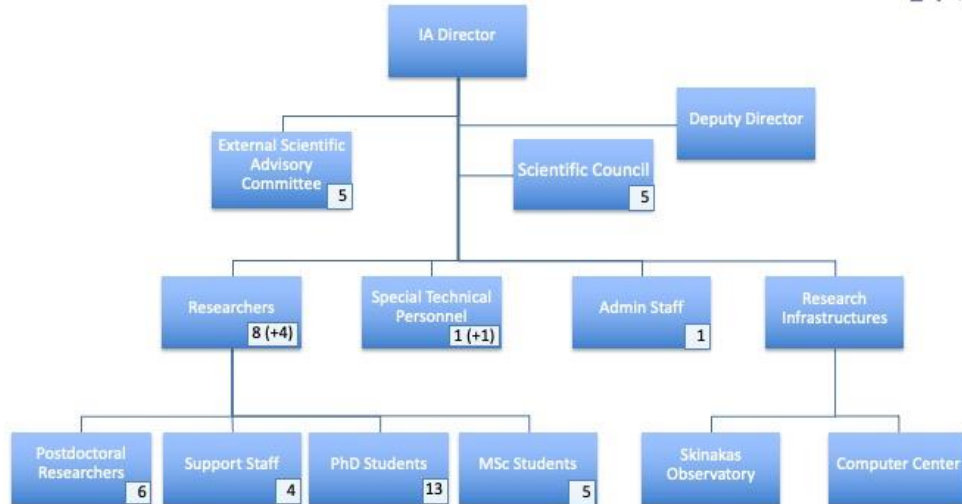 IA Director
Deputy Director
External Scientific
Advisory
Committee
5
Scientific Council
5
Researchers
8 (+4)
Special Technical
Personnel
1 (+1)
Admin Staff
1
Research
Infrastructures
Postdoctoral
Researchers
6
Support Staff
4
PhD Students
13
MSc Students
5
Skinakas
Observatory
Computer Center